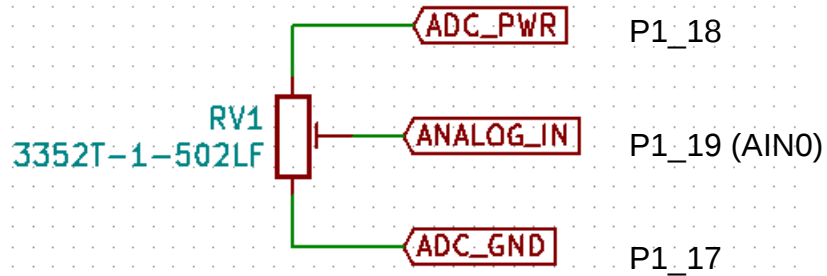 ADC_PWR P1_18
RV1
3352T-1-502LF
ANALOG_IN P1_19 (AIN0)
ADC_GND P1_17